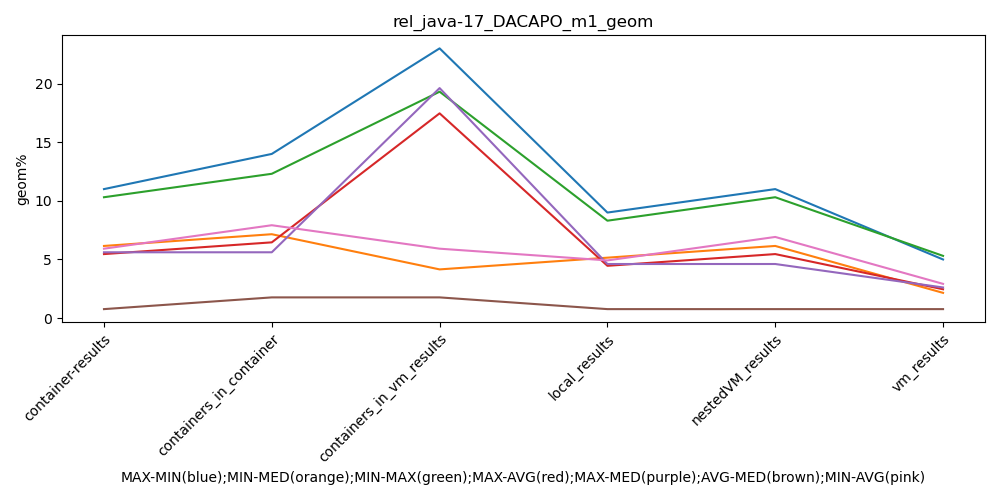 rel_java-17_DACAPO_m1_geom
20
15
10
5
0
geom%
container-results
containers_in_container
containers_in_vm_results
local_results
nestedVM_results
vm_results
MAX-MIN(blue);MIN-MED(orange);MIN-MAX(green);MAX-AVG(red);MAX-MED(purple);AVG-MED(brown);MIN-AVG(pink)